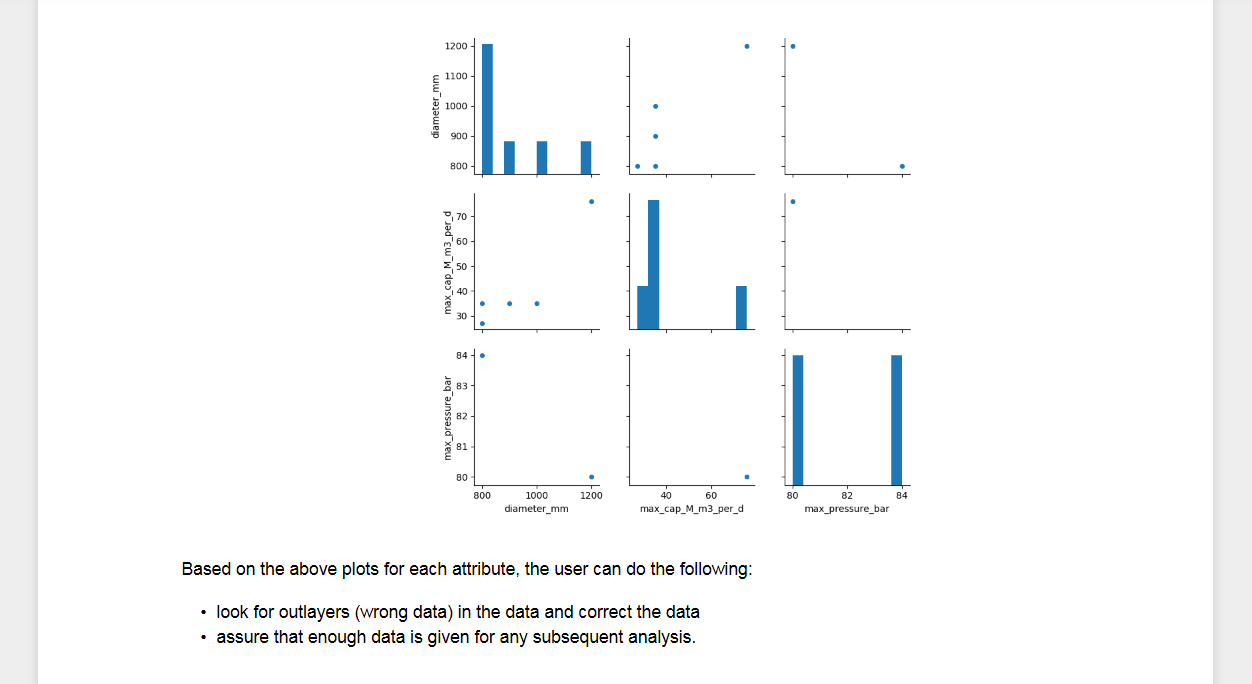 1200
1100
1000
900
800
diameter_mm
70
60
50
40
30
max_cap_M_m3_per_d
84
83
82
81
80
max_pressure_bar
800 1000 1200
diameter_mm
40 60
max_cap_M_m3_per_d
80 82 84
max_pressure_bar
Based on the above plots for each attribute, the user can do the following:
• look for outlayers (wrong data) in the data and correct the data
• assure that enough data is given for any subsequent analysis.